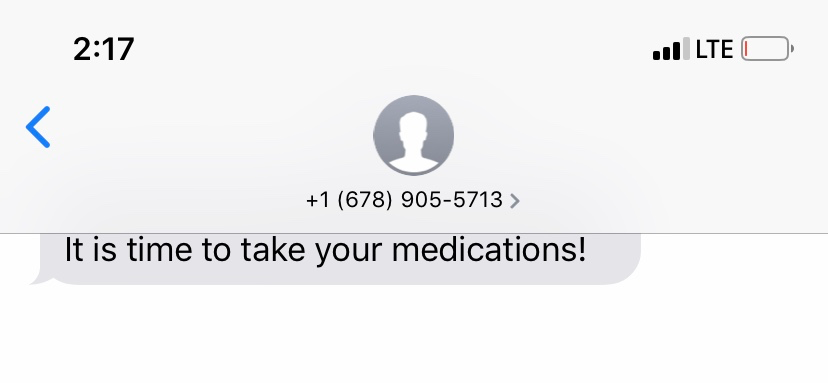 2:17
LTE
+1 (678) 905-5713
It is time to take your medications!